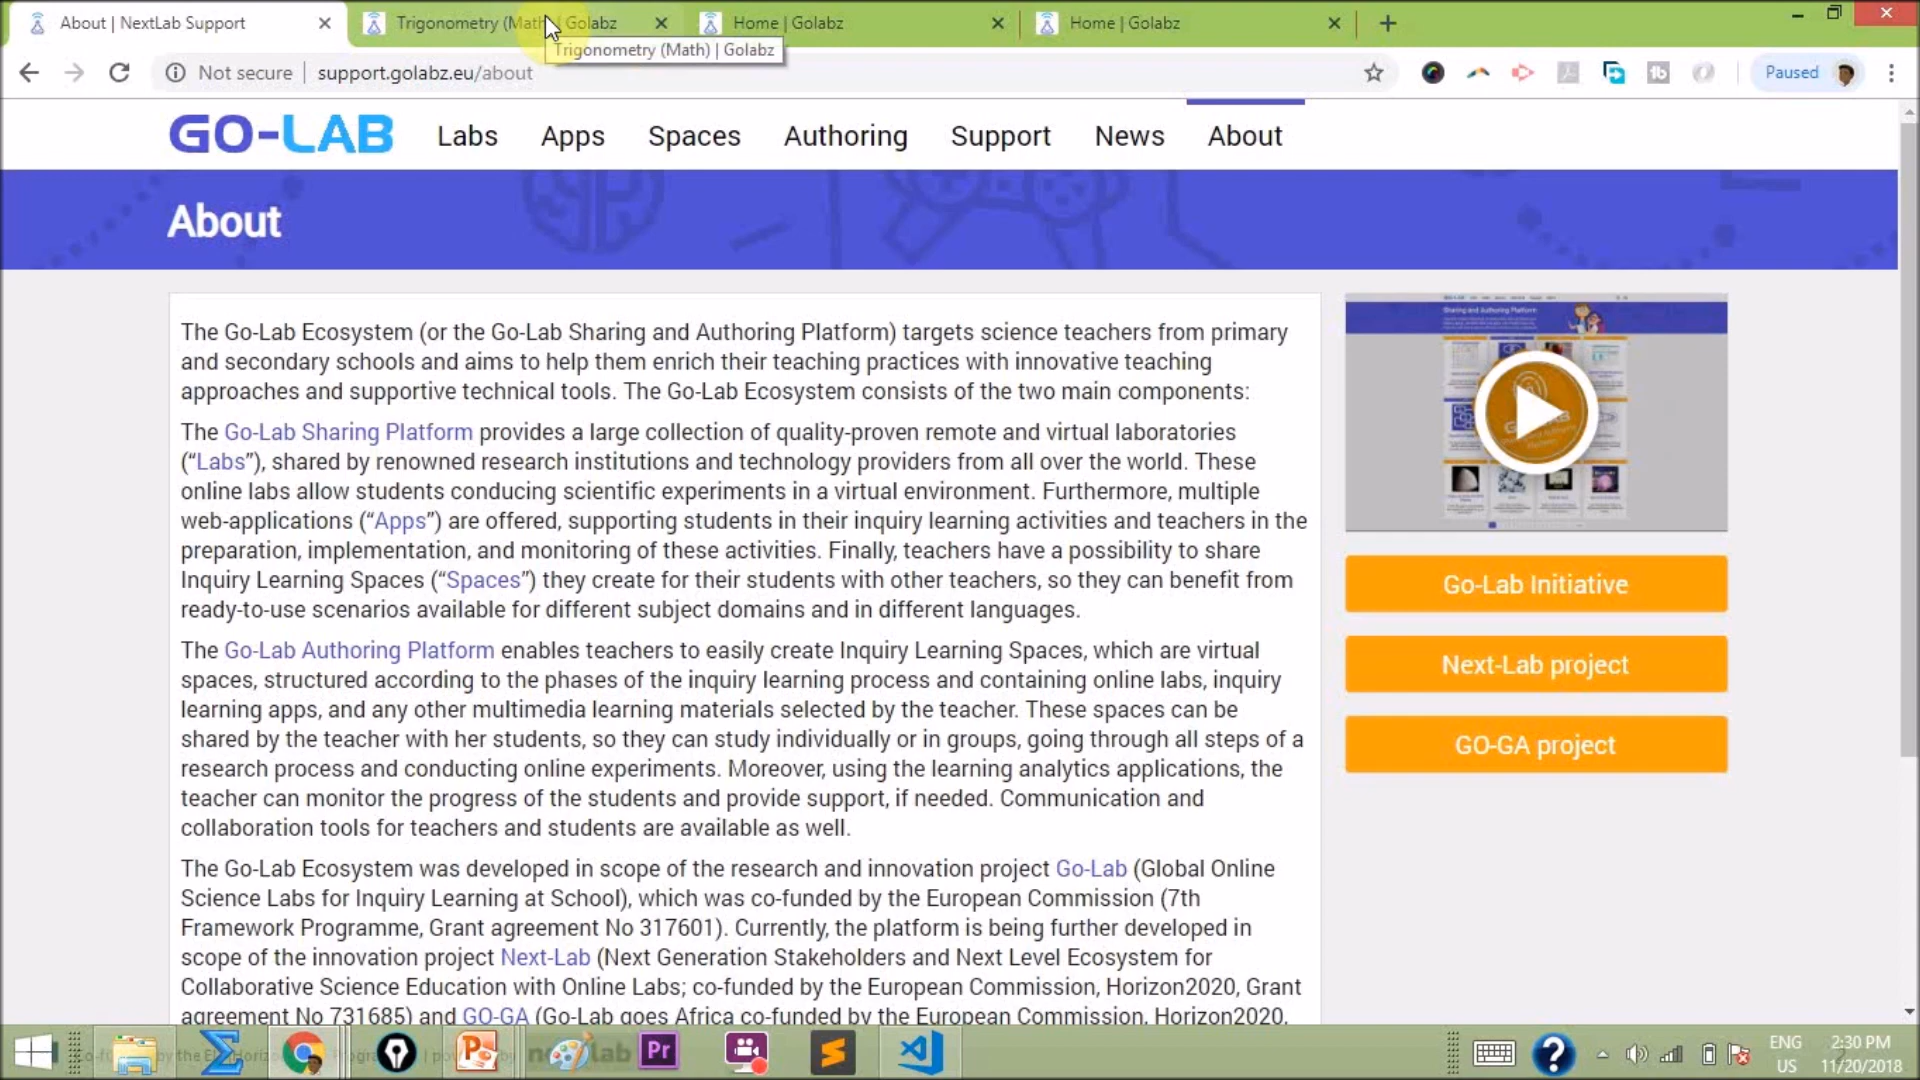 About | NextLab Support
Trigonometry (Math) | Golabz
Home | Golabz
Home | Golabz
Trigonometry (Math) | Golabz
Not secure | support.golabz.eu/about
Paused
GO-LAB Labs Apps Spaces Authoring Support News About
About
The Go-Lab Ecosystem (or the Go-Lab Sharing and Authoring Platform) targets science teachers from primary
and secondary schools and aims to help them enrich their teaching practices with innovative teaching
approaches and supportive technical tools. The Go-Lab Ecosystem consists of the two main components:
The Go-Lab Sharing Platform provides a large collection of quality-proven remote and virtual laboratories
(“Labs”), shared by renowned research institutions and technology providers from all over the world. These
online labs allow students conducing scientific experiments in a virtual environment. Furthermore, multiple
web-applications (“Apps”) are offered, supporting students in their inquiry learning activities and teachers in the
preparation, implementation, and monitoring of these activities. Finally, teachers have a possibility to share
Inquiry Learning Spaces (“Spaces”) they create for their students with other teachers, so they can benefit from
ready-to-use scenarios available for different subject domains and in different languages.
The Go-Lab Authoring Platform enables teachers to easily create Inquiry Learning Spaces, which are virtual
spaces, structured according to the phases of the inquiry learning process and containing online labs, inquiry
learning apps, and any other multimedia learning materials selected by the teacher. These spaces can be
shared by the teacher with her students, so they can study individually or in groups, going through all steps of a
research process and conducting online experiments. Moreover, using the learning analytics applications, the
teacher can monitor the progress of the students and provide support, if needed. Communication and
collaboration tools for teachers and students are available as well.
The Go-Lab Ecosystem was developed in scope of the research and innovation project Go-Lab (Global Online
Science Labs for Inquiry Learning at School), which was co-funded by the European Commission (7th
Framework Programme, Grant agreement No 317601). Currently, the platform is being further developed in
scope of the innovation project Next-Lab (Next Generation Stakeholders and Next Level Ecosystem for
Collaborative Science Education with Online Labs; co-funded by the European Commission, Horizon2020, Grant
agreement No 731685) and GO-GA (Go-Lab goes Africa co-funded by the European Commission, Horizon2020,
Sharing and Authoring Platform
Go-Lab Initiative
Next-Lab project
GO-GA project
Pr
ENG
US
2:30 PM
11/20/2018